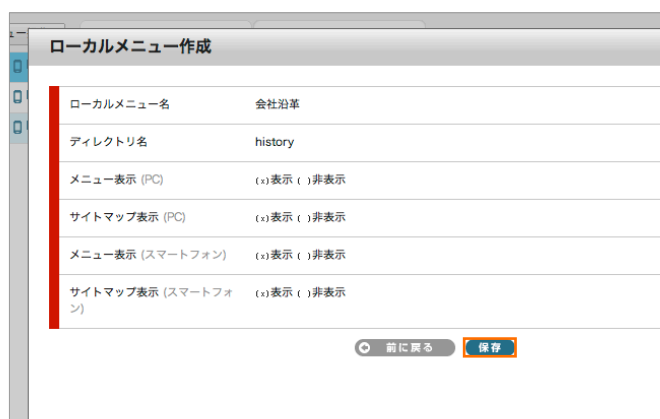 ローカルメニュー作成
ローカルメニュー名 会社沿革
ディレクトリ名 history
メニュー表示 (PC) (x)表示 ( )非表示
サイトマップ表示 (PC) (x)表示 ( )非表示
メニュー表示 (スマートフォン) (x)表示 ( )非表示
サイトマップ表示 (スマートフォ (x)表示 ( )非表示
ン)
前に戻る 保存